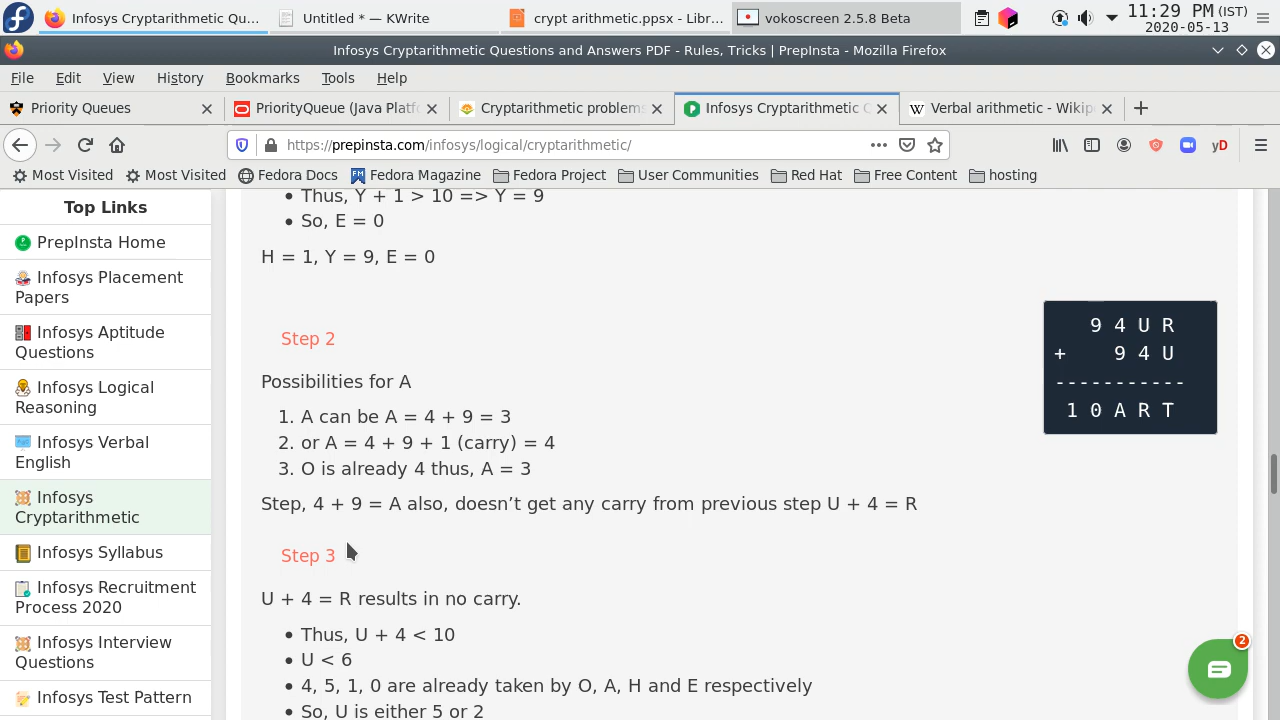 Infosys Cryptarithmetic Qu...
Untitled * — KWrite
crypt arithmetic.ppsx - Libr...
vokoscreen 2.5.8 Beta
11:29 PM (IST)
2020-05-13
Infosys Cryptarithmetic Questions and Answers PDF - Rules, Tricks | PrepInsta - Mozilla Firefox
File Edit View History Bookmarks Tools Help
Priority Queues
PriorityQueue (Java Platf
Cryptarithmetic problems
Infosys Cryptarithmetic Q
Verbal arithmetic - Wikip
https://prepinsta.com/infosys/logical/cryptarithmetic/
yD
Most Visited Most Visited Fedora Docs Fedora Magazine Fedora Project User Communities Red Hat Free Content hosting
Top Links
PrepInsta Home
Infosys Placement
Papers
Infosys Aptitude
Questions
Infosys Logical
Reasoning
Infosys Verbal
English
Infosys
Cryptarithmetic
Infosys Syllabus
Infosys Recruitment
Process 2020
Infosys Interview
Questions
Infosys Test Pattern
• Thus, Y + 1 > 10 => Y = 9
• So, E = 0
H = 1, Y = 9, E = 0
Step 2
Possibilities for A
1. A can be A = 4 + 9 = 3
2. or A = 4 + 9 + 1 (carry) = 4
3. O is already 4 thus, A = 3
Step, 4 + 9 = A also, doesn’t get any carry from previous step U + 4 = R
Step 3
U + 4 = R results in no carry.
• Thus, U + 4 < 10
• U < 6
• 4, 5, 1, 0 are already taken by O, A, H and E respectively
• So, U is either 5 or 2
9 4 U R
+ 9 4 U
-----------
1 0 A R T
2